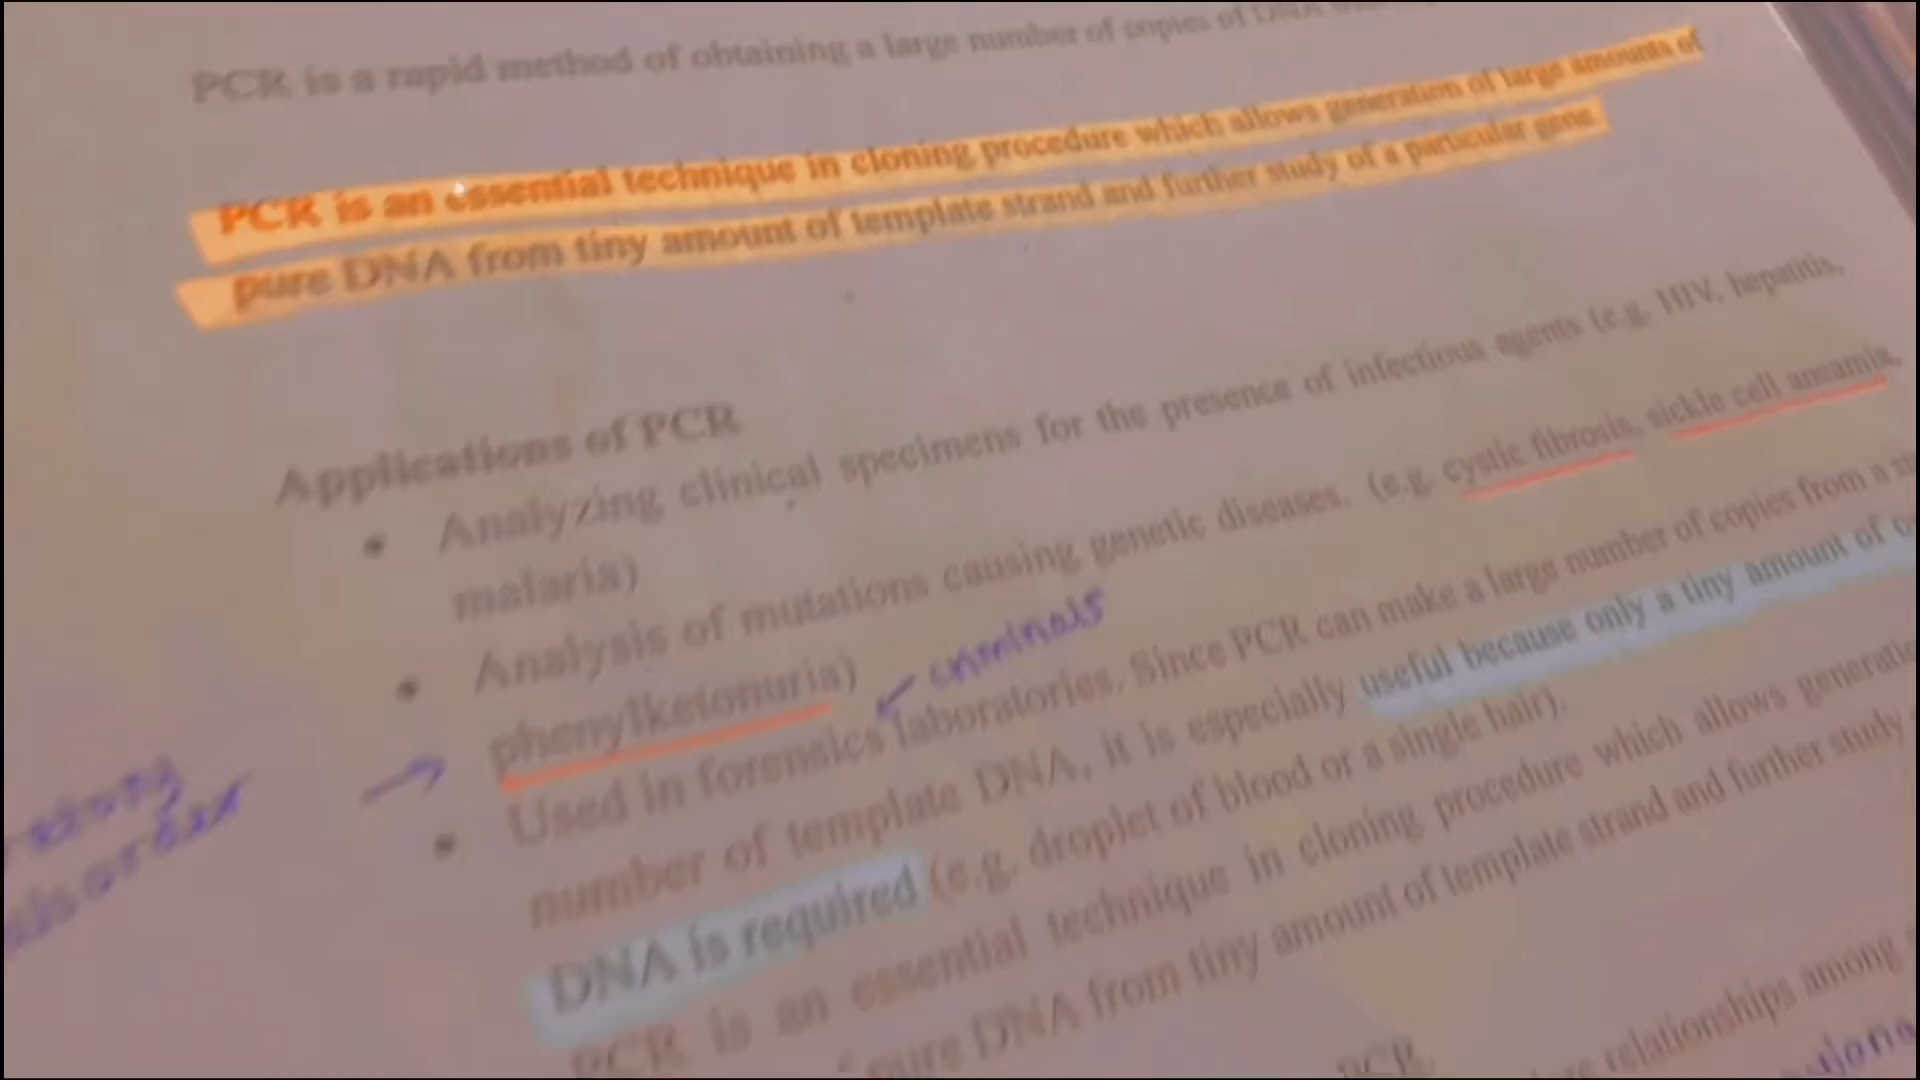 PCR is a rapid method of obtaining a large number of copies of DNA
PCR is an essential technique in cloning procedure which allows generation of large amounts of
pure DNA from tiny amount of template strand and further study of a particular gene.
Applications of PCR
• Analyzing clinical specimens for the presence of infectious agents (e.g. HIV, hepatitis,
malaria)
• Analysis of mutations causing genetic diseases. (e.g. cystic fibrosis, sickle cell aneamia,
phenylketonuria)
criminals
• Used in forensics laboratories. Since PCR can make a large number of copies from a
number of template DNA, it is especially useful because only a tiny amount of
DNA is required (e.g. droplet of blood or a single hair).
PCR is an essential technique in cloning procedure which allows
pure DNA from tiny amount of template strand and further study
PCR
relationships among